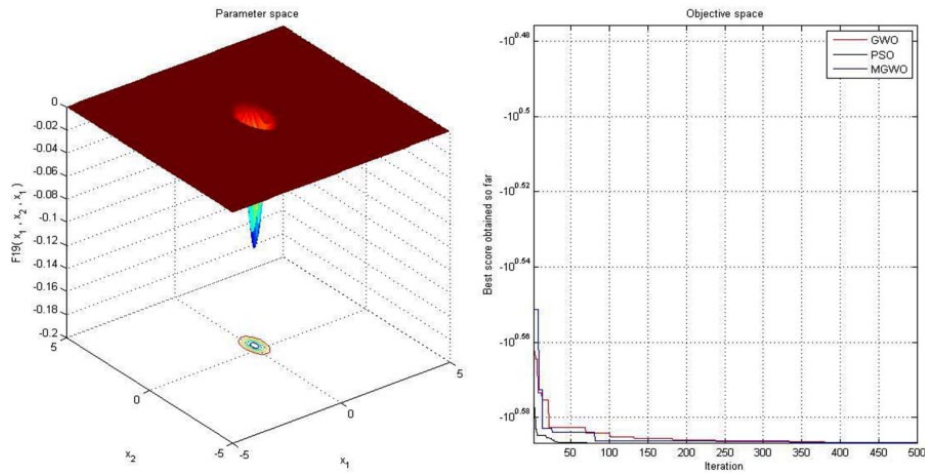 Parameter space
0
-0.02
-0.04
-0.06
-0.08
-0.1
-0.12
-0.14
-0.16
-0.18
-0.2
F19( x1 , x2 , x1 )
5
0
-5
x2
-5
0
5
x1
Objective space
-10^0.48
-10^0.5
-10^0.52
-10^0.54
-10^0.56
-10^0.58
Best score obtained so far
GWO
PSO
MGWO
50 100 150 200 250 300 350 400 450 500
Iteration